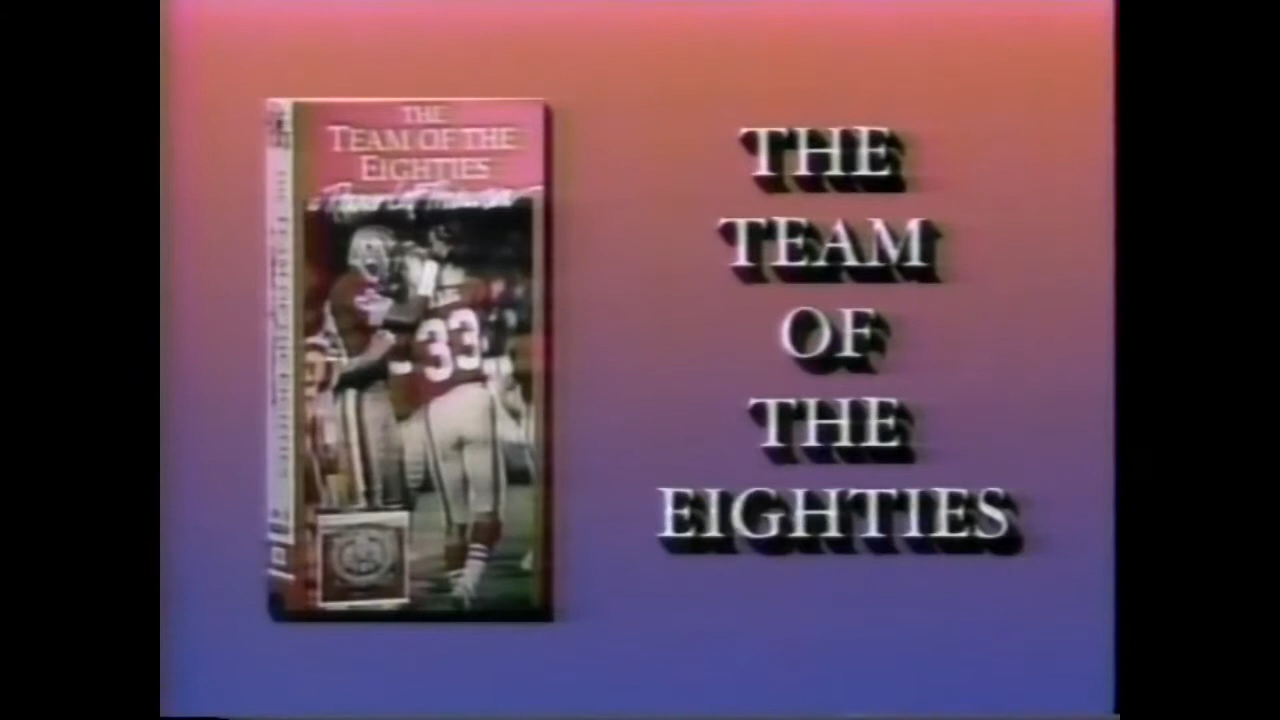 THE
TEAM OF THE
EIGHTIES
33
THE
TEAM
OF
THE
EIGHTIES